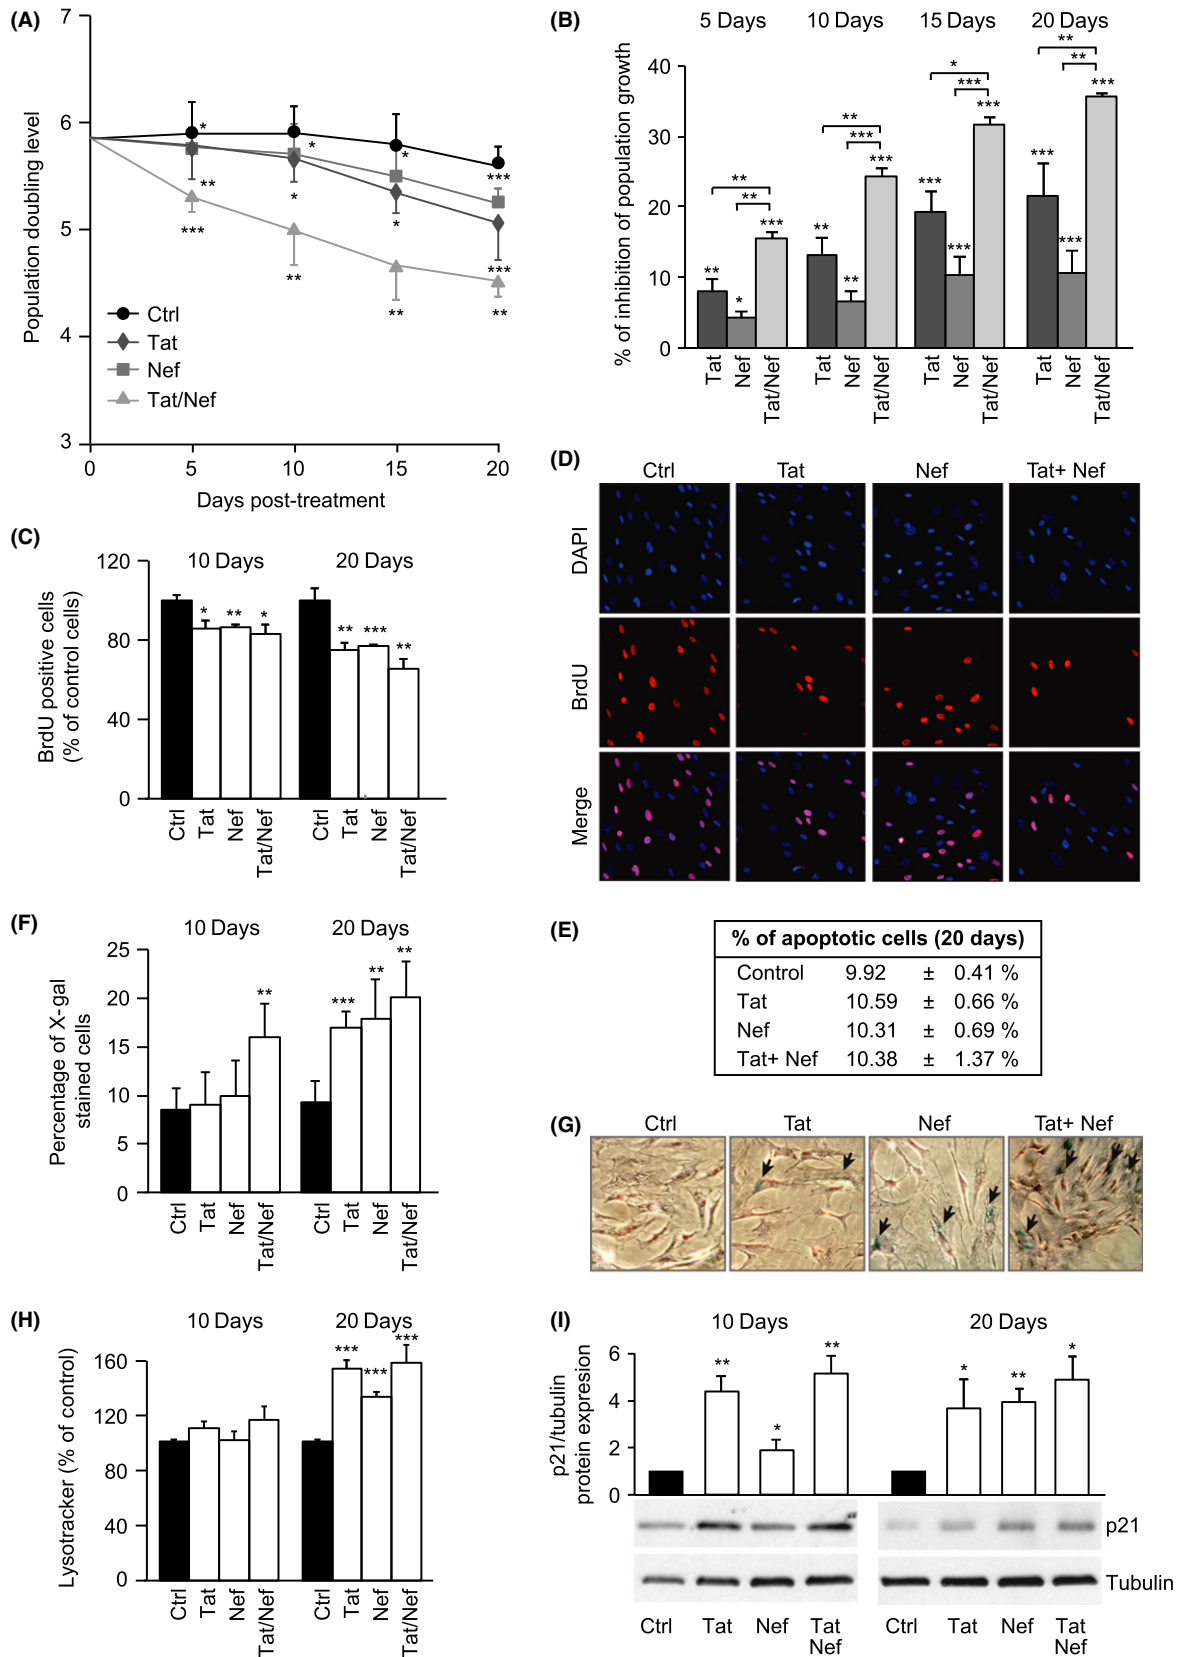 (A)
7
6
5
4
3
Population doubling level
* ** ***
* * **
* * **
*** *** **
Ctrl
Tat
Nef
Tat/Nef
0 5 10 15 20
Days post-treatment
(B)
5 Days 10 Days 15 Days 20 Days
% of inhibition of population growth
40
30
20
10
0
** ** ** * ***
** *** ** ** ***
* *** *** *** ***
** ** *** *** ***
Tat Nef Tat/Nef Tat Nef Tat/Nef Tat Nef Tat/Nef Tat Nef Tat/Nef
(C)
10 Days 20 Days
BrdU positive cells
(% of control cells)
120
80
40
0
* ** * ** *** **
Ctrl Tat Nef Tat/Nef Ctrl Tat Nef Tat/Nef
(D)
Ctrl Tat Nef Tat+ Nef
DAPI
BrdU
Merge
(E)
% of apoptotic cells (20 days)
Control 9.92 ± 0.41 %
Tat 10.59 ± 0.66 %
Nef 10.31 ± 0.69 %
Tat+ Nef 10.38 ± 1.37 %
(F)
10 Days 20 Days
Percentage of X-gal
stained cells
25
20
15
10
5
0
** *** ** **
Ctrl Tat Nef Tat/Nef Ctrl Tat Nef Tat/Nef
(G)
Ctrl Tat Nef Tat+ Nef
(H)
10 Days 20 Days
Lysotracker (% of control)
160
120
80
40
0
*** *** ***
Ctrl Tat Nef Tat/Nef Ctrl Tat Nef Tat/Nef
(I)
10 Days 20 Days
p21/tubulin
protein expresion
6
4
2
0
** * ** * ** *
p21
Tubulin
Ctrl Tat Nef Tat Nef Ctrl Tat Nef Tat Nef